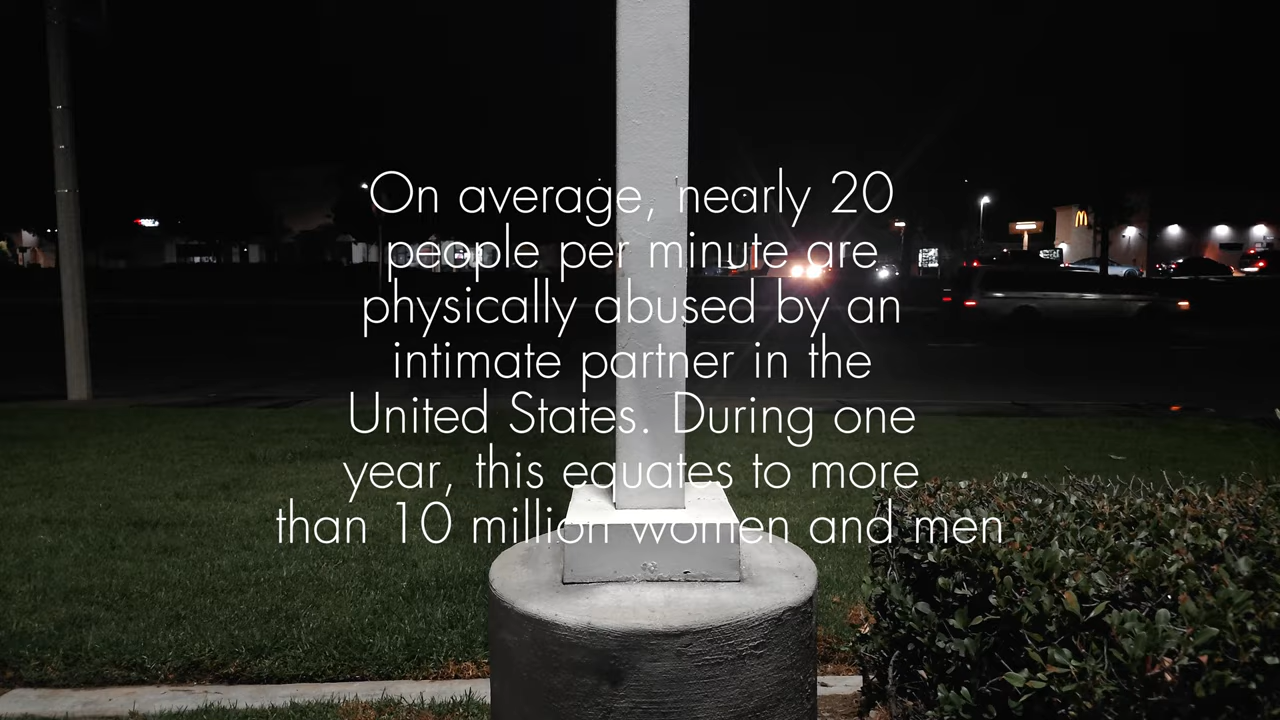 On average, nearly 20
people per minute are
physically abused by an
intimate partner in the
United States. During one
year, this equates to more
than 10 million women and men